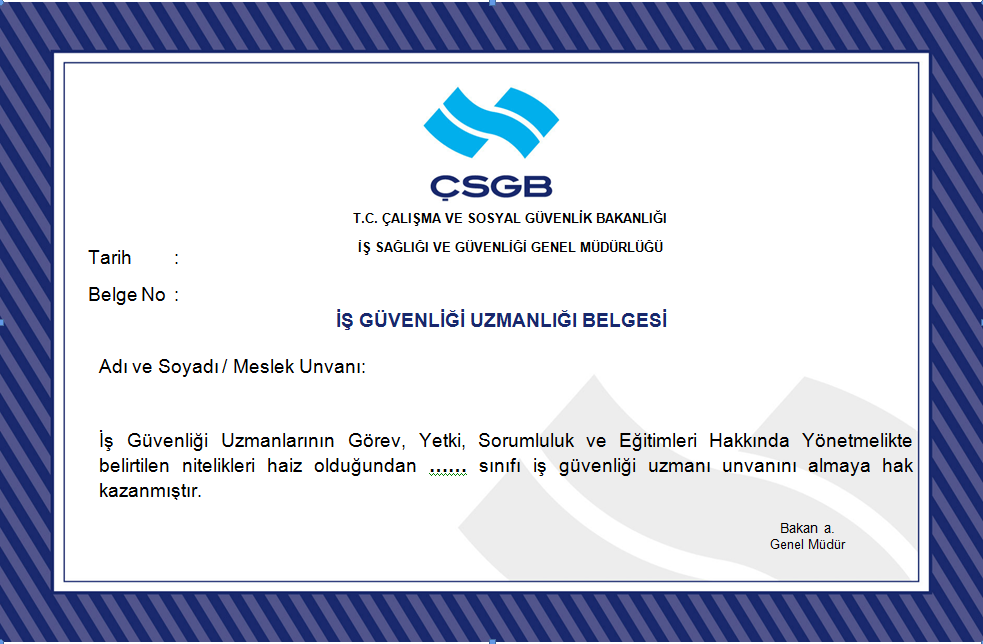 ÇSGB
T.C. ÇALIŞMA VE SOSYAL GÜVENLİK BAKANLIĞI
İŞ SAĞLIĞI VE GÜVENLİĞİ GENEL MÜDÜRLÜĞÜ
Tarih :
Belge No :
İŞ GÜVENLİĞİ UZMANLIĞI BELGESİ
Adı ve Soyadı / Meslek Unvanı:
İş Güvenliği Uzmanlarının Görev, Yetki, Sorumluluk ve Eğitimleri Hakkında Yönetmelikte
belirtilen nitelikleri haiz olduğundan ...... sınıfı iş güvenliği uzmanı unvanını almaya hak
kazanmıştır.
Bakan a.
Genel Müdür